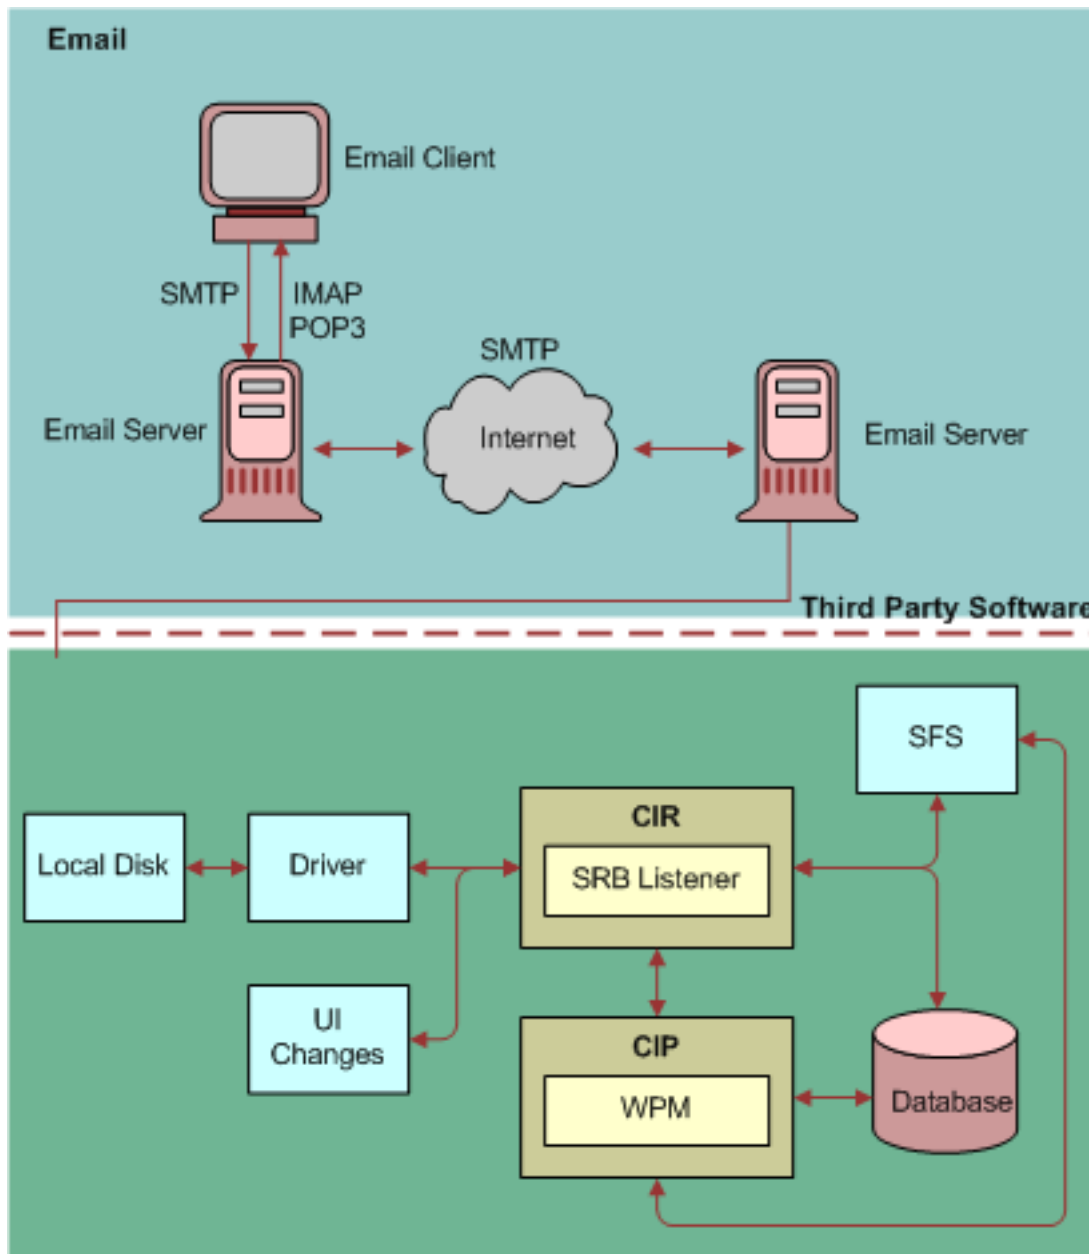 Email
Email Client
SMTP
IMAP
POP3
SMTP
Email Server
Internet
Email Server
Third Party Software
SFS
CIR
Local Disk
Driver
SRB Listener
UI
Changes
CIP
WPM
Database